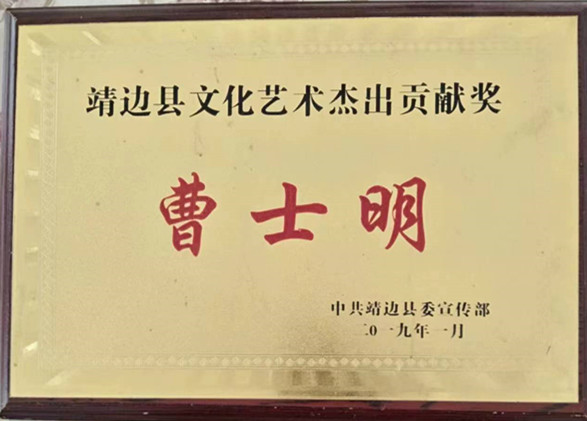 靖边县文化艺术杰出贡献奖
曹士明
中共靖边县委宣传部
二〇一九年一月